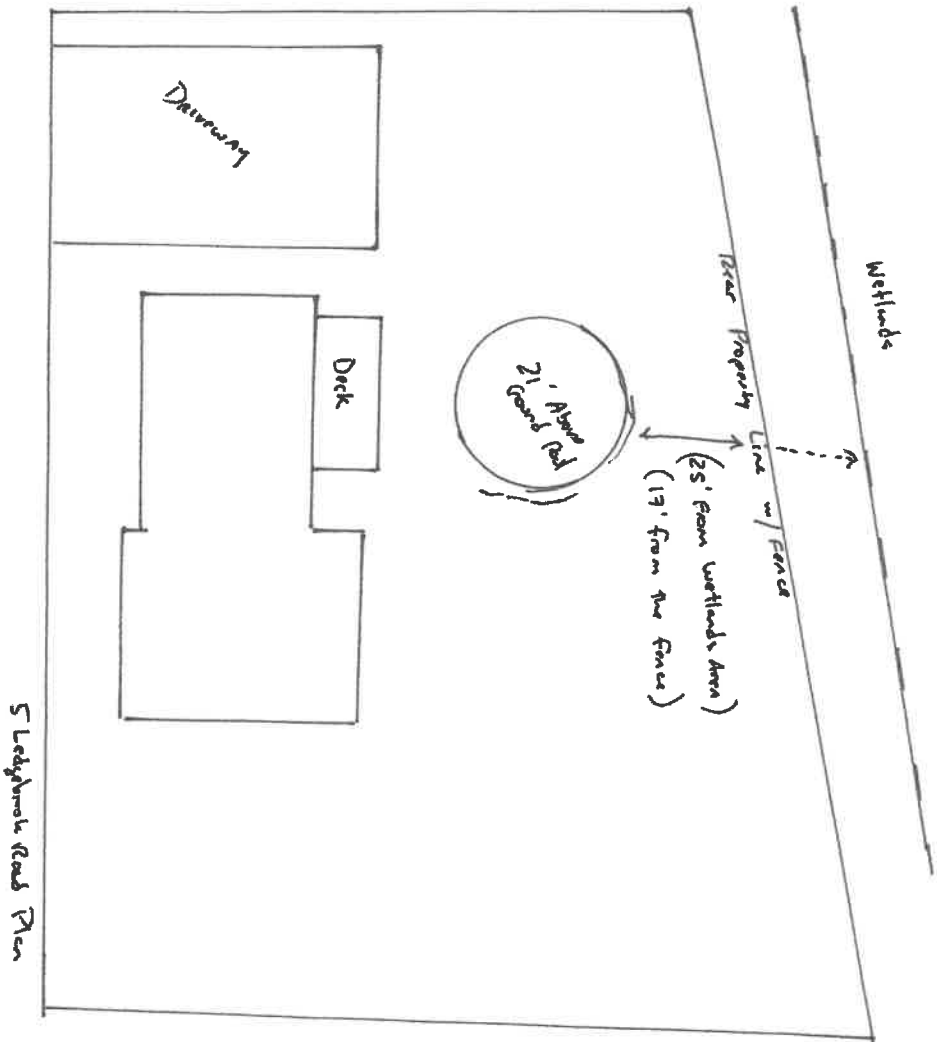 Wetlands
Rear Property Line w/ Fence
(25' from wetlands Area)
(17' from the fence)
21' Above
Ground Pool
Deck
Driveway
5 Ledgebrook Road Plan